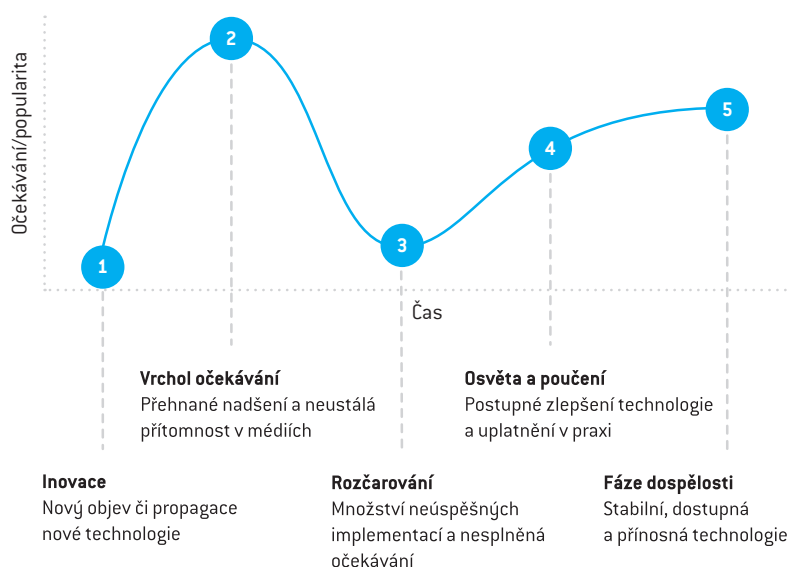 Očekávání/popularita
1
2
3
4
5
Čas
Vrchol očekávání
Přehnané nadšení a neustálá
přítomnost v médiích
Osvěta a poučení
Postupné zlepšení technologie
a uplatnění v praxi
Inovace
Nový objev či propagace
nové technologie
Rozčarování
Množství neúspěšných
implementací a nesplněná
očekávání
Fáze dospělosti
Stabilní, dostupná
a přínosná technologie